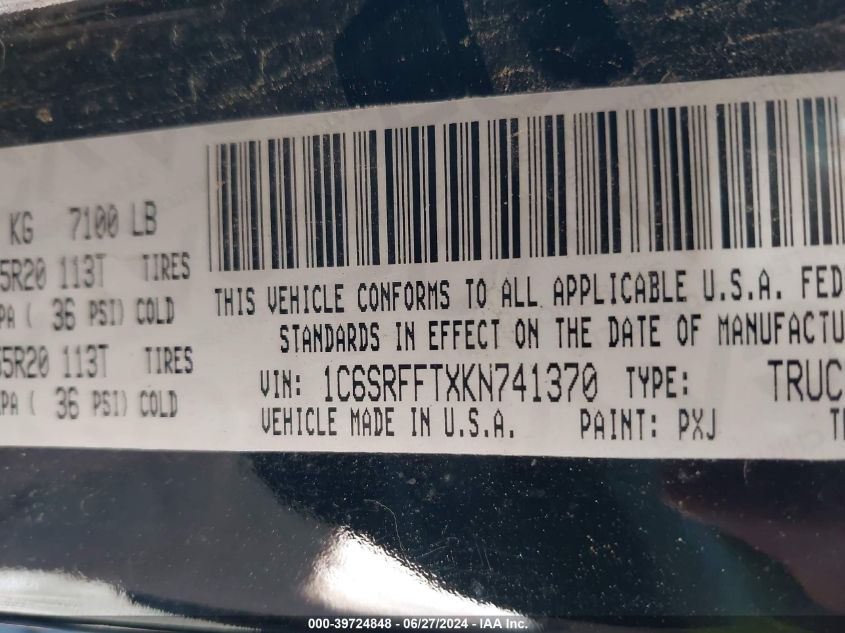 KG 7100 LB
5R20 113T TIRES
PA ( 36 PSI) COLD
55R20 113T TIRES
PA ( 36 PSI) COLD
THIS VEHICLE CONFORMS TO ALL APPLICABLE U.S.A. FED
STANDARDS IN EFFECT ON THE DATE OF MANUFACTU
VIN: 1C6SRFFTXKN741370 TYPE: TRUC
VEHICLE MADE IN U.S.A. PAINT: PXJ T
000-39724848 - 06/27/2024 - IAA Inc.